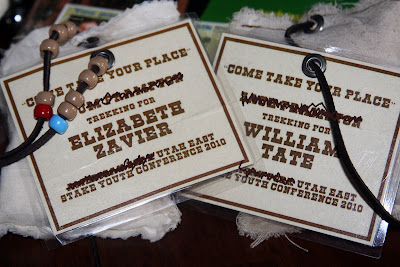 "COME TAKE YOUR PLACE"
TREKKING FOR
ELIZABETH
ZAVIER
UTAH EAST
STAKE YOUTH CONFERENCE 2010
"COME TAKE YOUR PLACE"
TREKKING FOR
WILLIAM
TATE
UTAH EAST
YOUTH CONFERENCE 2010